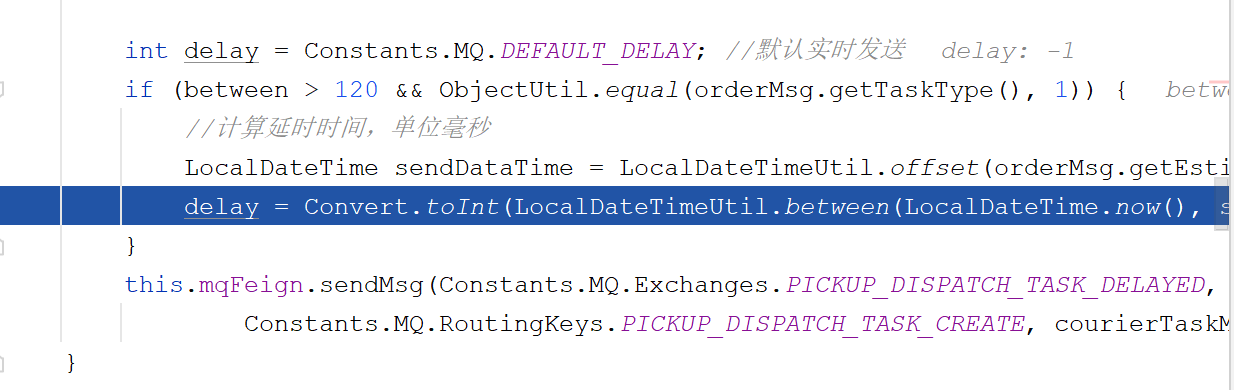 int delay = Constants.MQ.DEFAULT_DELAY; //默认实时发送 delay: -1
if (between > 120 && ObjectUtil.equal(orderMsg.getTaskType(), 1)) { betw
//计算延时时间，单位毫秒
LocalDateTime sendDataTime = LocalDateTimeUtil.offset(orderMsg.getEsti
delay = Convert.toInt(LocalDateTimeUtil.between(LocalDateTime.now(), s
}
this.mqFeign.sendMsg(Constants.MQ.Exchanges.PICKUP_DISPATCH_TASK_DELAYED,
Constants.MQ.RoutingKeys.PICKUP_DISPATCH_TASK_CREATE, courierTaskM
}